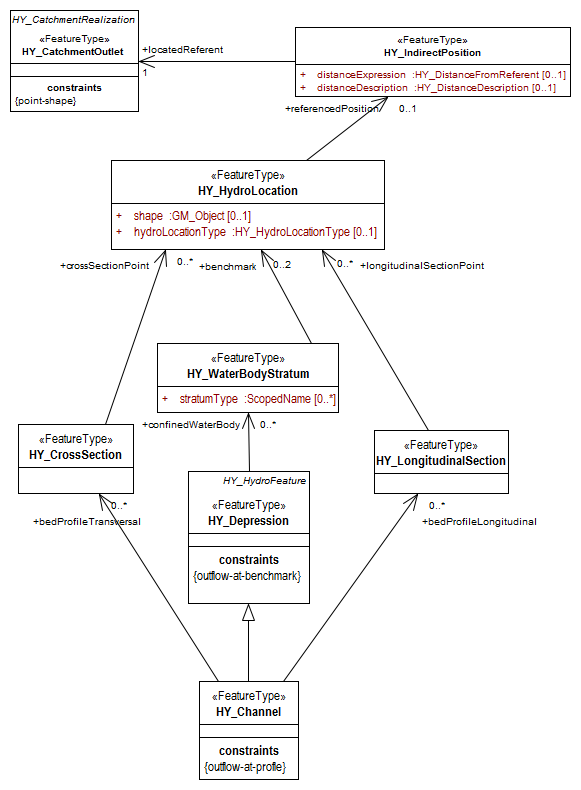 HY_CatchmentRealization
«FeatureType»
HY_CatchmentOutlet
constraints
{point-shape}
+locatedReferent
1
«FeatureType»
HY_IndirectPosition
+ distanceExpression :HY_DistanceFromReferent [0..1]
+ distanceDescription :HY_DistanceDescription [0..1]
+referencedPosition 0..1
«FeatureType»
HY_HydroLocation
+ shape :GM_Object [0..1]
+ hydroLocationType :HY_HydroLocationType [0..1]
+crossSectionPoint 0..*
+benchmark 0..2
0..* +longitudinalSectionPoint
«FeatureType»
HY_WaterBodyStratum
+ stratumType :ScopedName [0..*]
+confinedWaterBody 0..*
«FeatureType»
HY_CrossSection
«FeatureType»
HY_LongitudinalSection
HY_HydroFeature
«FeatureType»
HY_Depression
constraints
{outflow-at-benchmark}
0..*
+bedProfileTransversal
0..*
+bedProfileLongitudinal
«FeatureType»
HY_Channel
constraints
{outflow-at-profle}